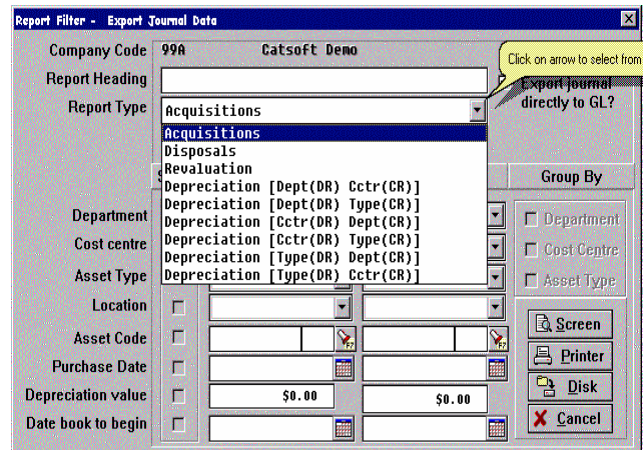 Report Filter - Export Journal Data
Company Code 99A Catsoft Demo
Click on arrow to select from
Report Heading
Export journal
directly to GL?
Report Type Acquisitions
Acquisitions
Disposals
Revaluation
Depreciation [Dept(DR) Cctr(CR)]
Depreciation [Dept(DR) Type(CR)]
Depreciation [Cctr(DR) Dept(CR)]
Depreciation [Cctr(DR) Type(CR)]
Depreciation [Type(DR) Dept(CR)]
Depreciation [Type(DR) Cctr(CR)]
Group By
Department
Department
Cost centre
Cost Centre
Asset Type
Asset Type
Location
Screen
Asset Code F7 F7
Printer
Purchase Date
Disk
Depreciation value $0.00 $0.00
Cancel
Date book to begin